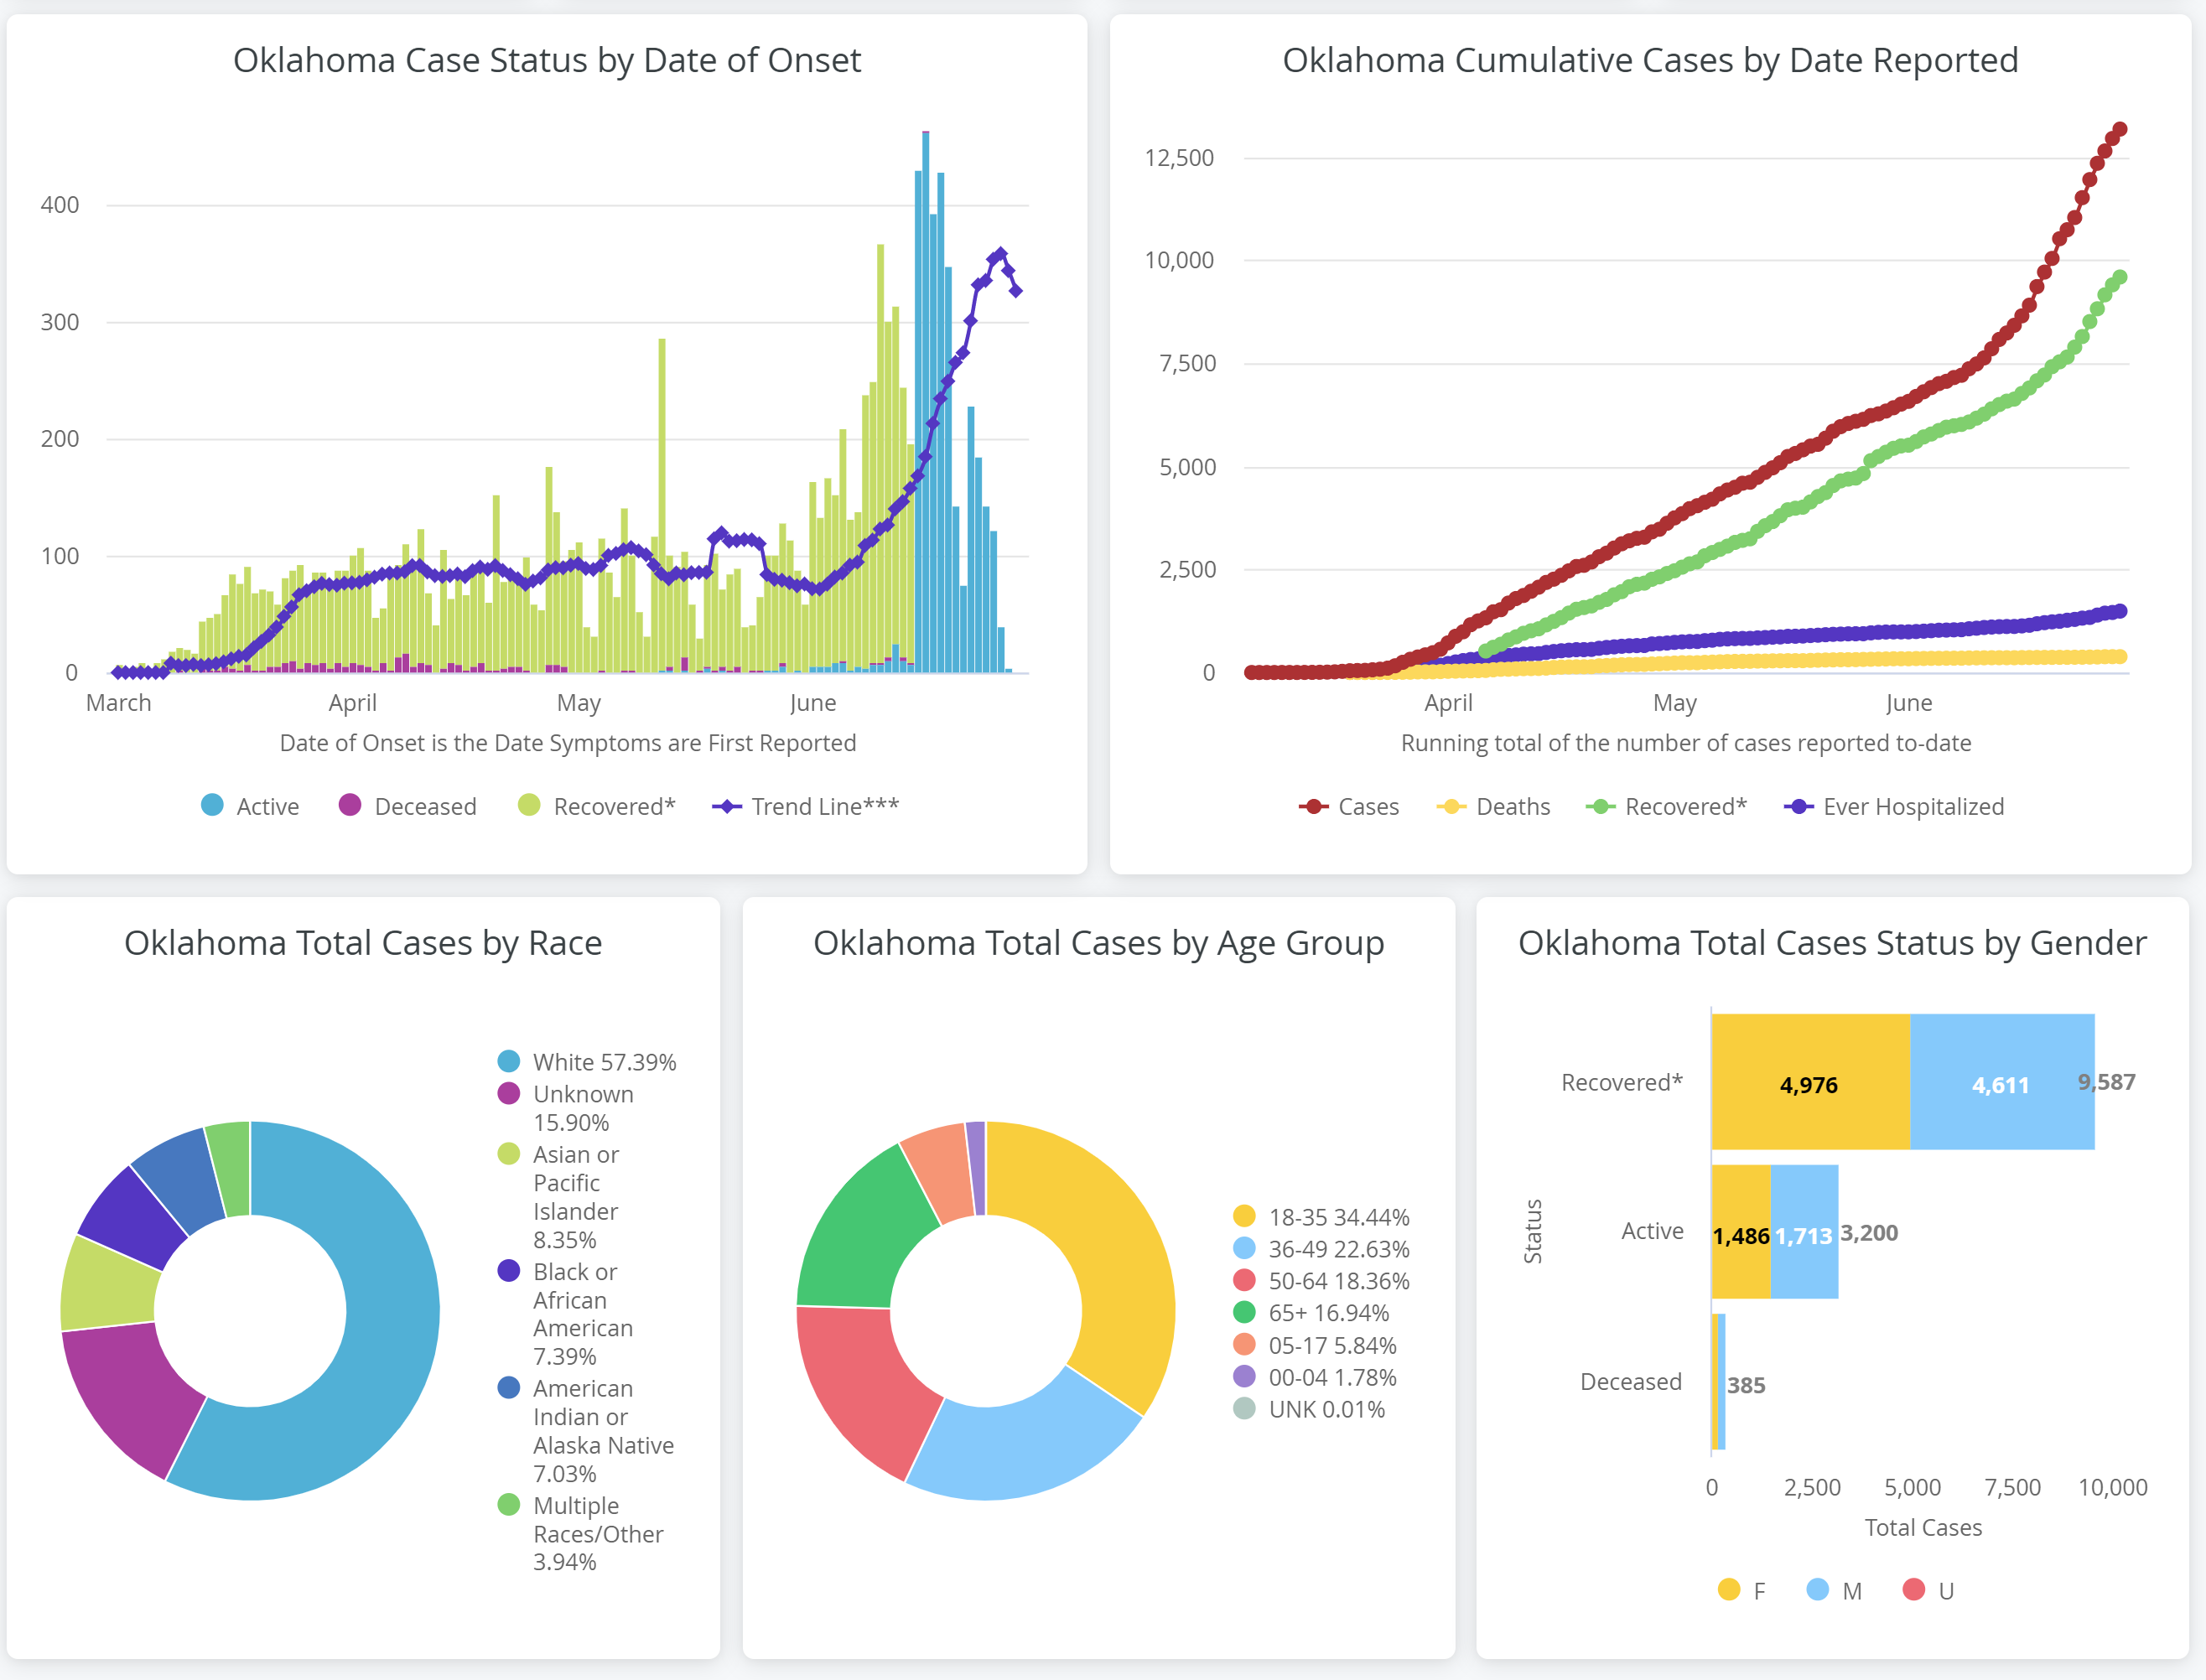 Oklahoma Case Status by Date of Onset
400
300
200
100
0
March April May June
Date of Onset is the Date Symptoms are First Reported
Active Deceased Recovered* Trend Line***
Oklahoma Cumulative Cases by Date Reported
12,500
10,000
7,500
5,000
2,500
0
April May June
Running total of the number of cases reported to-date
Cases Deaths Recovered* Ever Hospitalized
Oklahoma Total Cases by Race
White 57.39%
Unknown
15.90%
Asian or
Pacific
Islander
8.35%
Black or
African
American
7.39%
American
Indian or
Alaska Native
7.03%
Multiple
Races/Other
3.94%
Oklahoma Total Cases by Age Group
18-35 34.44%
36-49 22.63%
50-64 18.36%
65+ 16.94%
05-17 5.84%
00-04 1.78%
UNK 0.01%
Oklahoma Total Cases Status by Gender
Status
Recovered* 4,976 4,611 9,587
Active 1,486 1,713 3,200
Deceased 385
0 2,500 5,000 7,500 10,000
Total Cases
F M U